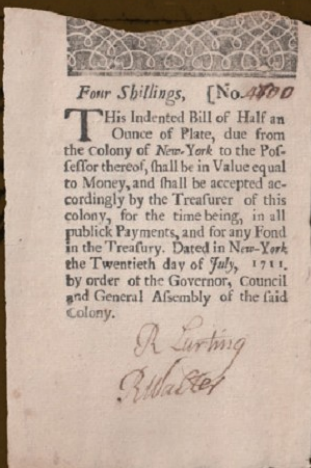 Four Shillings, [No. 4800
THis Indented Bill of Half an
Ounce of Plate, due from
the Colony of New-York to the Pos-
sessor thereof, shall be in Value equal
to Money, and shall be accepted ac-
cordingly by the Treasurer of this
colony, for the time being, in all
publick Payments, and for any Fond
in the Treasury. Dated in New-York
the Twentieth day of July, 1711.
by order of the Governor, Council
and General Assembly of the said
Colony.
R Lurting
R Walter